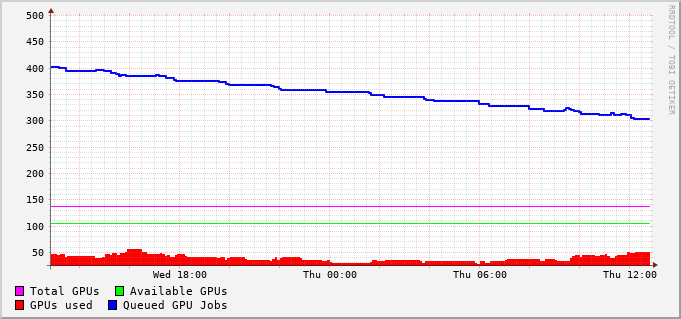 500
450
400
350
300
250
200
150
100
50
Wed 18:00 Thu 00:00 Thu 06:00 Thu 12:00
Total GPUs Available GPUs
GPUs used Queued GPU Jobs
RRDTOOL / TOBI OETIKER